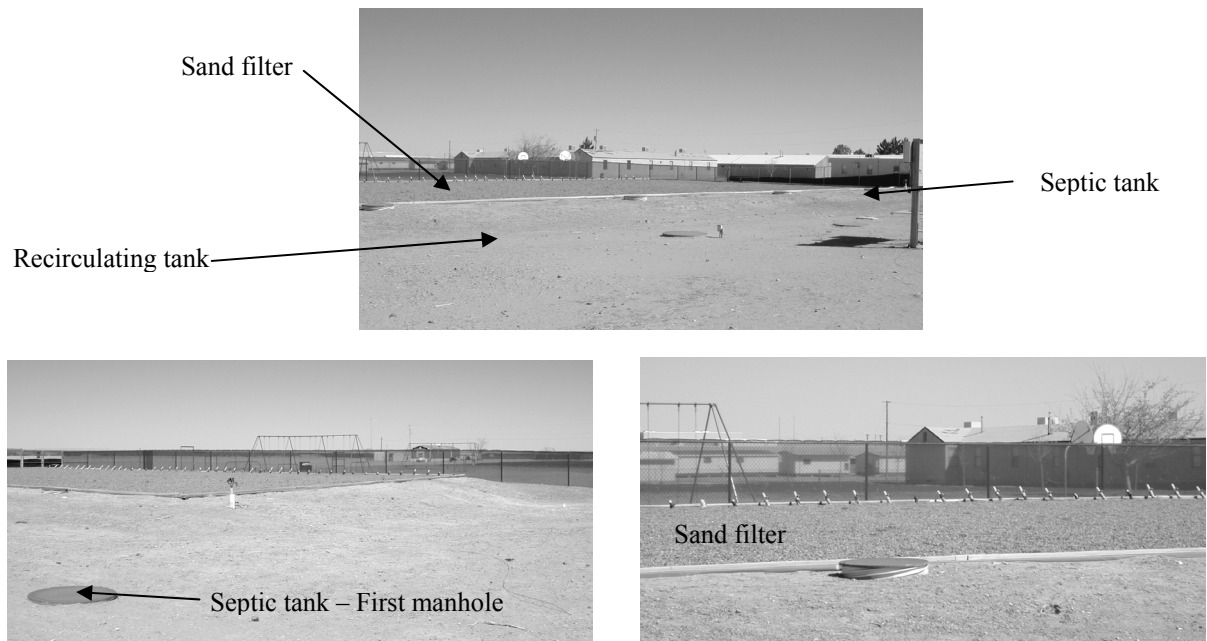 Sand filter
Septic tank
Recirculating tank
Septic tank – First manhole
Sand filter